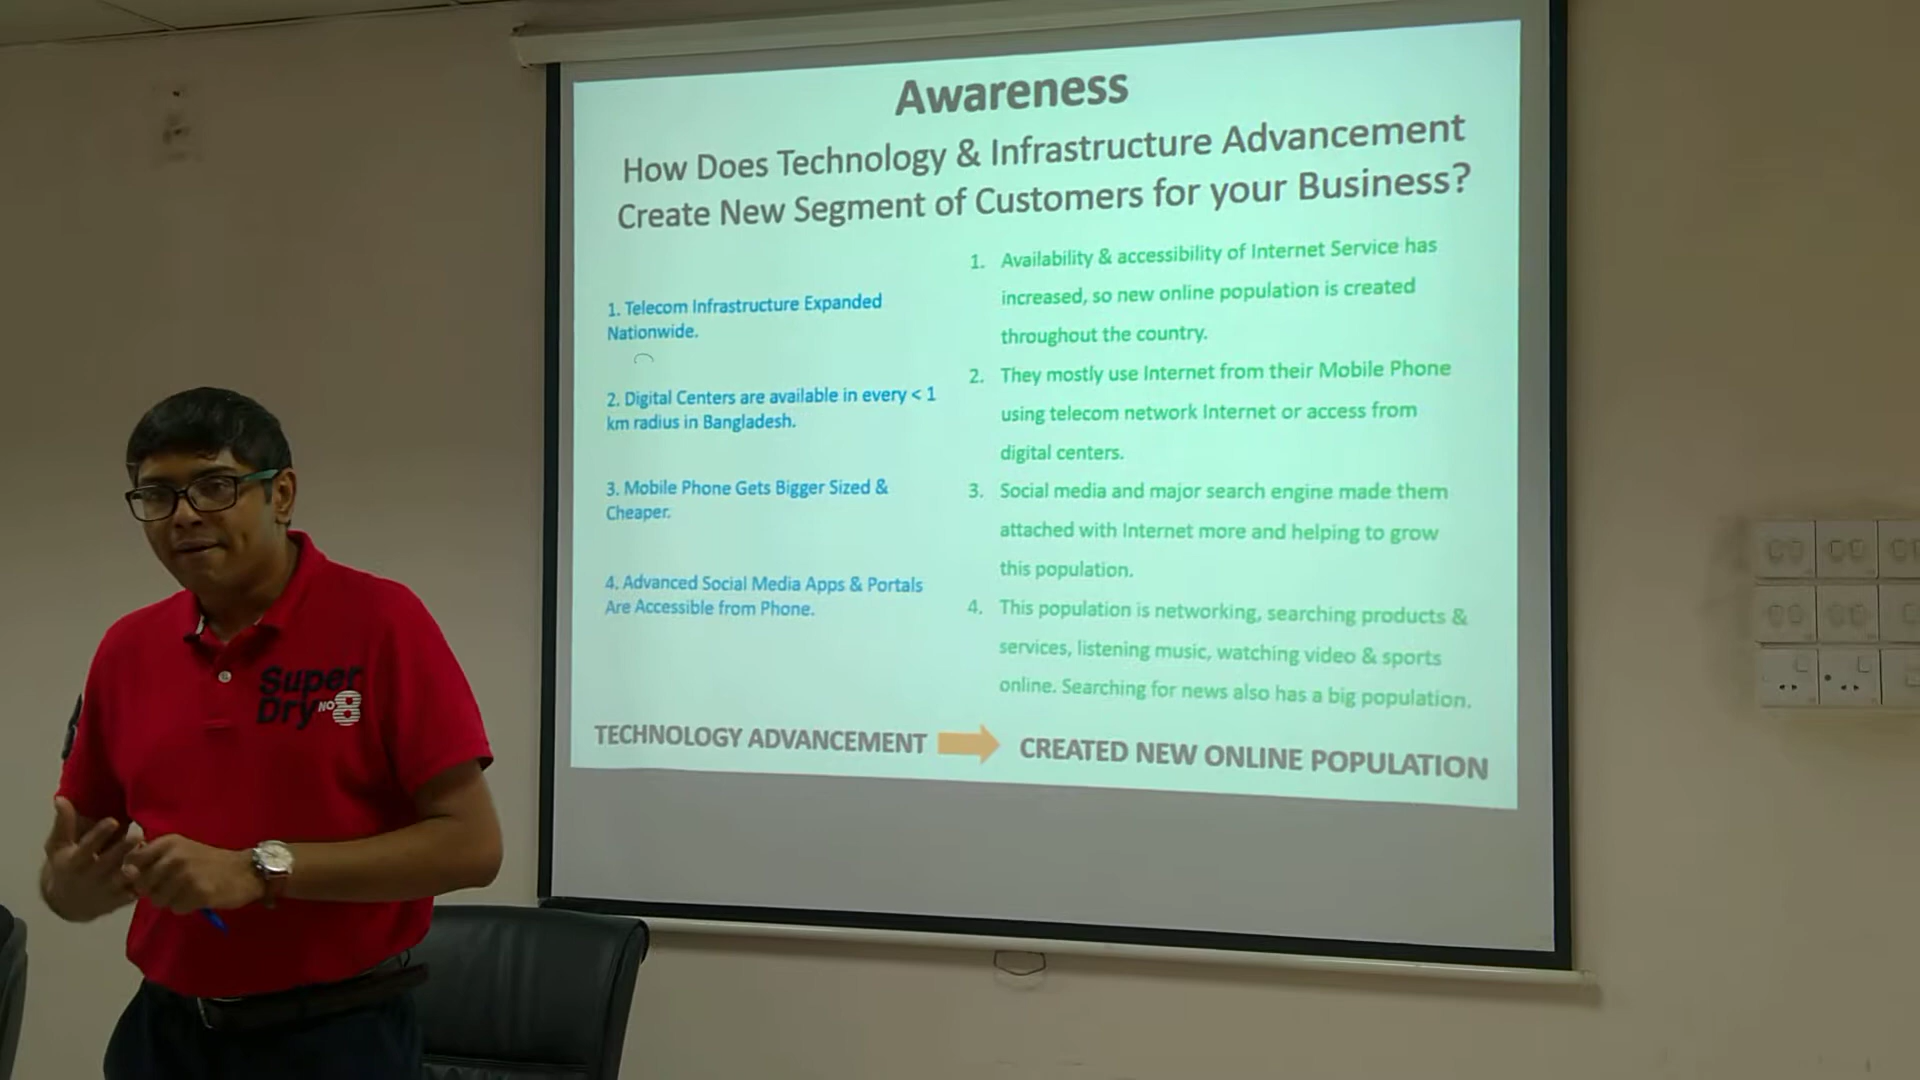 Awareness
How Does Technology & Infrastructure Advancement
Create New Segment of Customers for your Business?
1. Telecom Infrastructure Expanded
Nationwide.
2. Digital Centers are available in every < 1
km radius in Bangladesh.
3. Mobile Phone Gets Bigger Sized &
Cheaper.
4. Advanced Social Media Apps & Portals
Are Accessible from Phone.
1. Availability & accessibility of Internet Service has
increased, so new online population is created
throughout the country.
2. They mostly use Internet from their Mobile Phone
using telecom network Internet or access from
digital centers.
3. Social media and major search engine made them
attached with Internet more and helping to grow
this population.
4. This population is networking, searching products &
services, listening music, watching video & sports
online. Searching for news also has a big population.
TECHNOLOGY ADVANCEMENT
CREATED NEW ONLINE POPULATION
Super
Dry NO 8